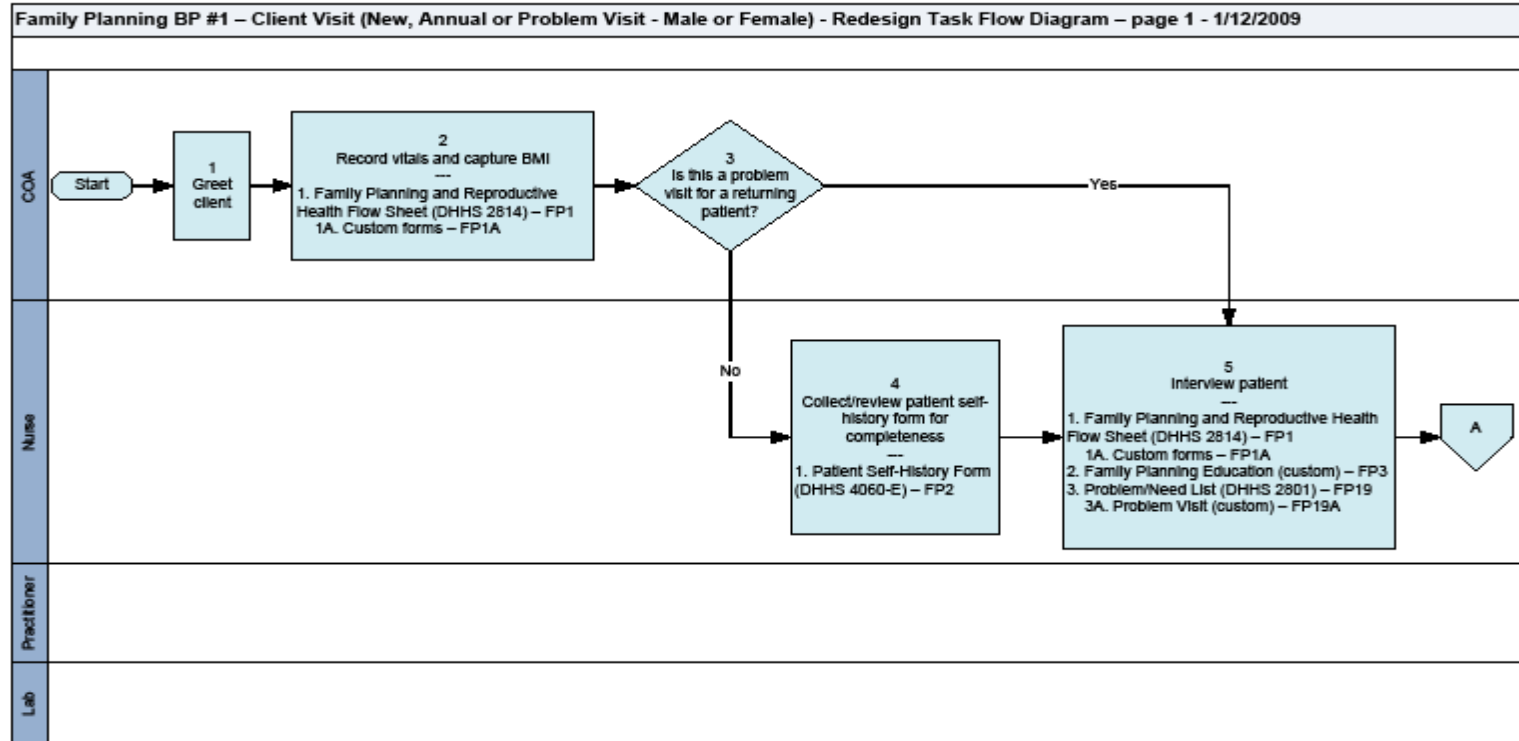 Family Planning BP #1 – Client Visit (New, Annual or Problem Visit - Male or Female) - Redesign Task Flow Diagram – page 1 - 1/12/2009
COA
Start
1
Greet
client
2
Record vitals and capture BMI
---
1. Family Planning and Reproductive
Health Flow Sheet (DHHS 2814) – FP1
1A. Custom forms – FP1A
3
Is this a problem
visit for a returning
patient?
Yes
No
Nurse
4
Collect/review patient self-
history form for
completeness
---
1. Patient Self-History Form
(DHHS 4060-E) – FP2
5
Interview patient
---
1. Family Planning and Reproductive Health
Flow Sheet (DHHS 2814) – FP1
1A. Custom forms – FP1A
2. Family Planning Education (custom) – FP3
3. Problem/Need List (DHHS 2801) – FP19
3A. Problem Visit (custom) – FP19A
A
Practitioner
Lab